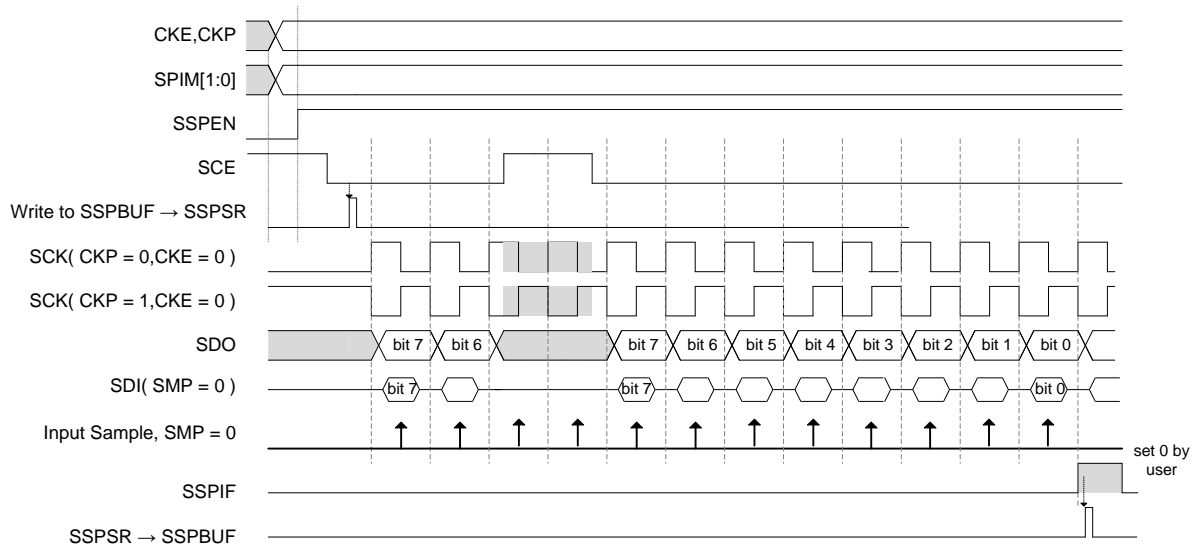 CKE,CKP
SPIM[1:0]
SSPEN
SCE
Write to SSPBUF → SSPSR
SCK( CKP = 0,CKE = 0 )
SCK( CKP = 1,CKE = 0 )
SDO bit 7 bit 6 bit 7 bit 6 bit 5 bit 4 bit 3 bit 2 bit 1 bit 0
SDI( SMP = 0 ) bit 7 bit 7 bit 0
Input Sample, SMP = 0
set 0 by
user
SSPIF
SSPSR → SSPBUF